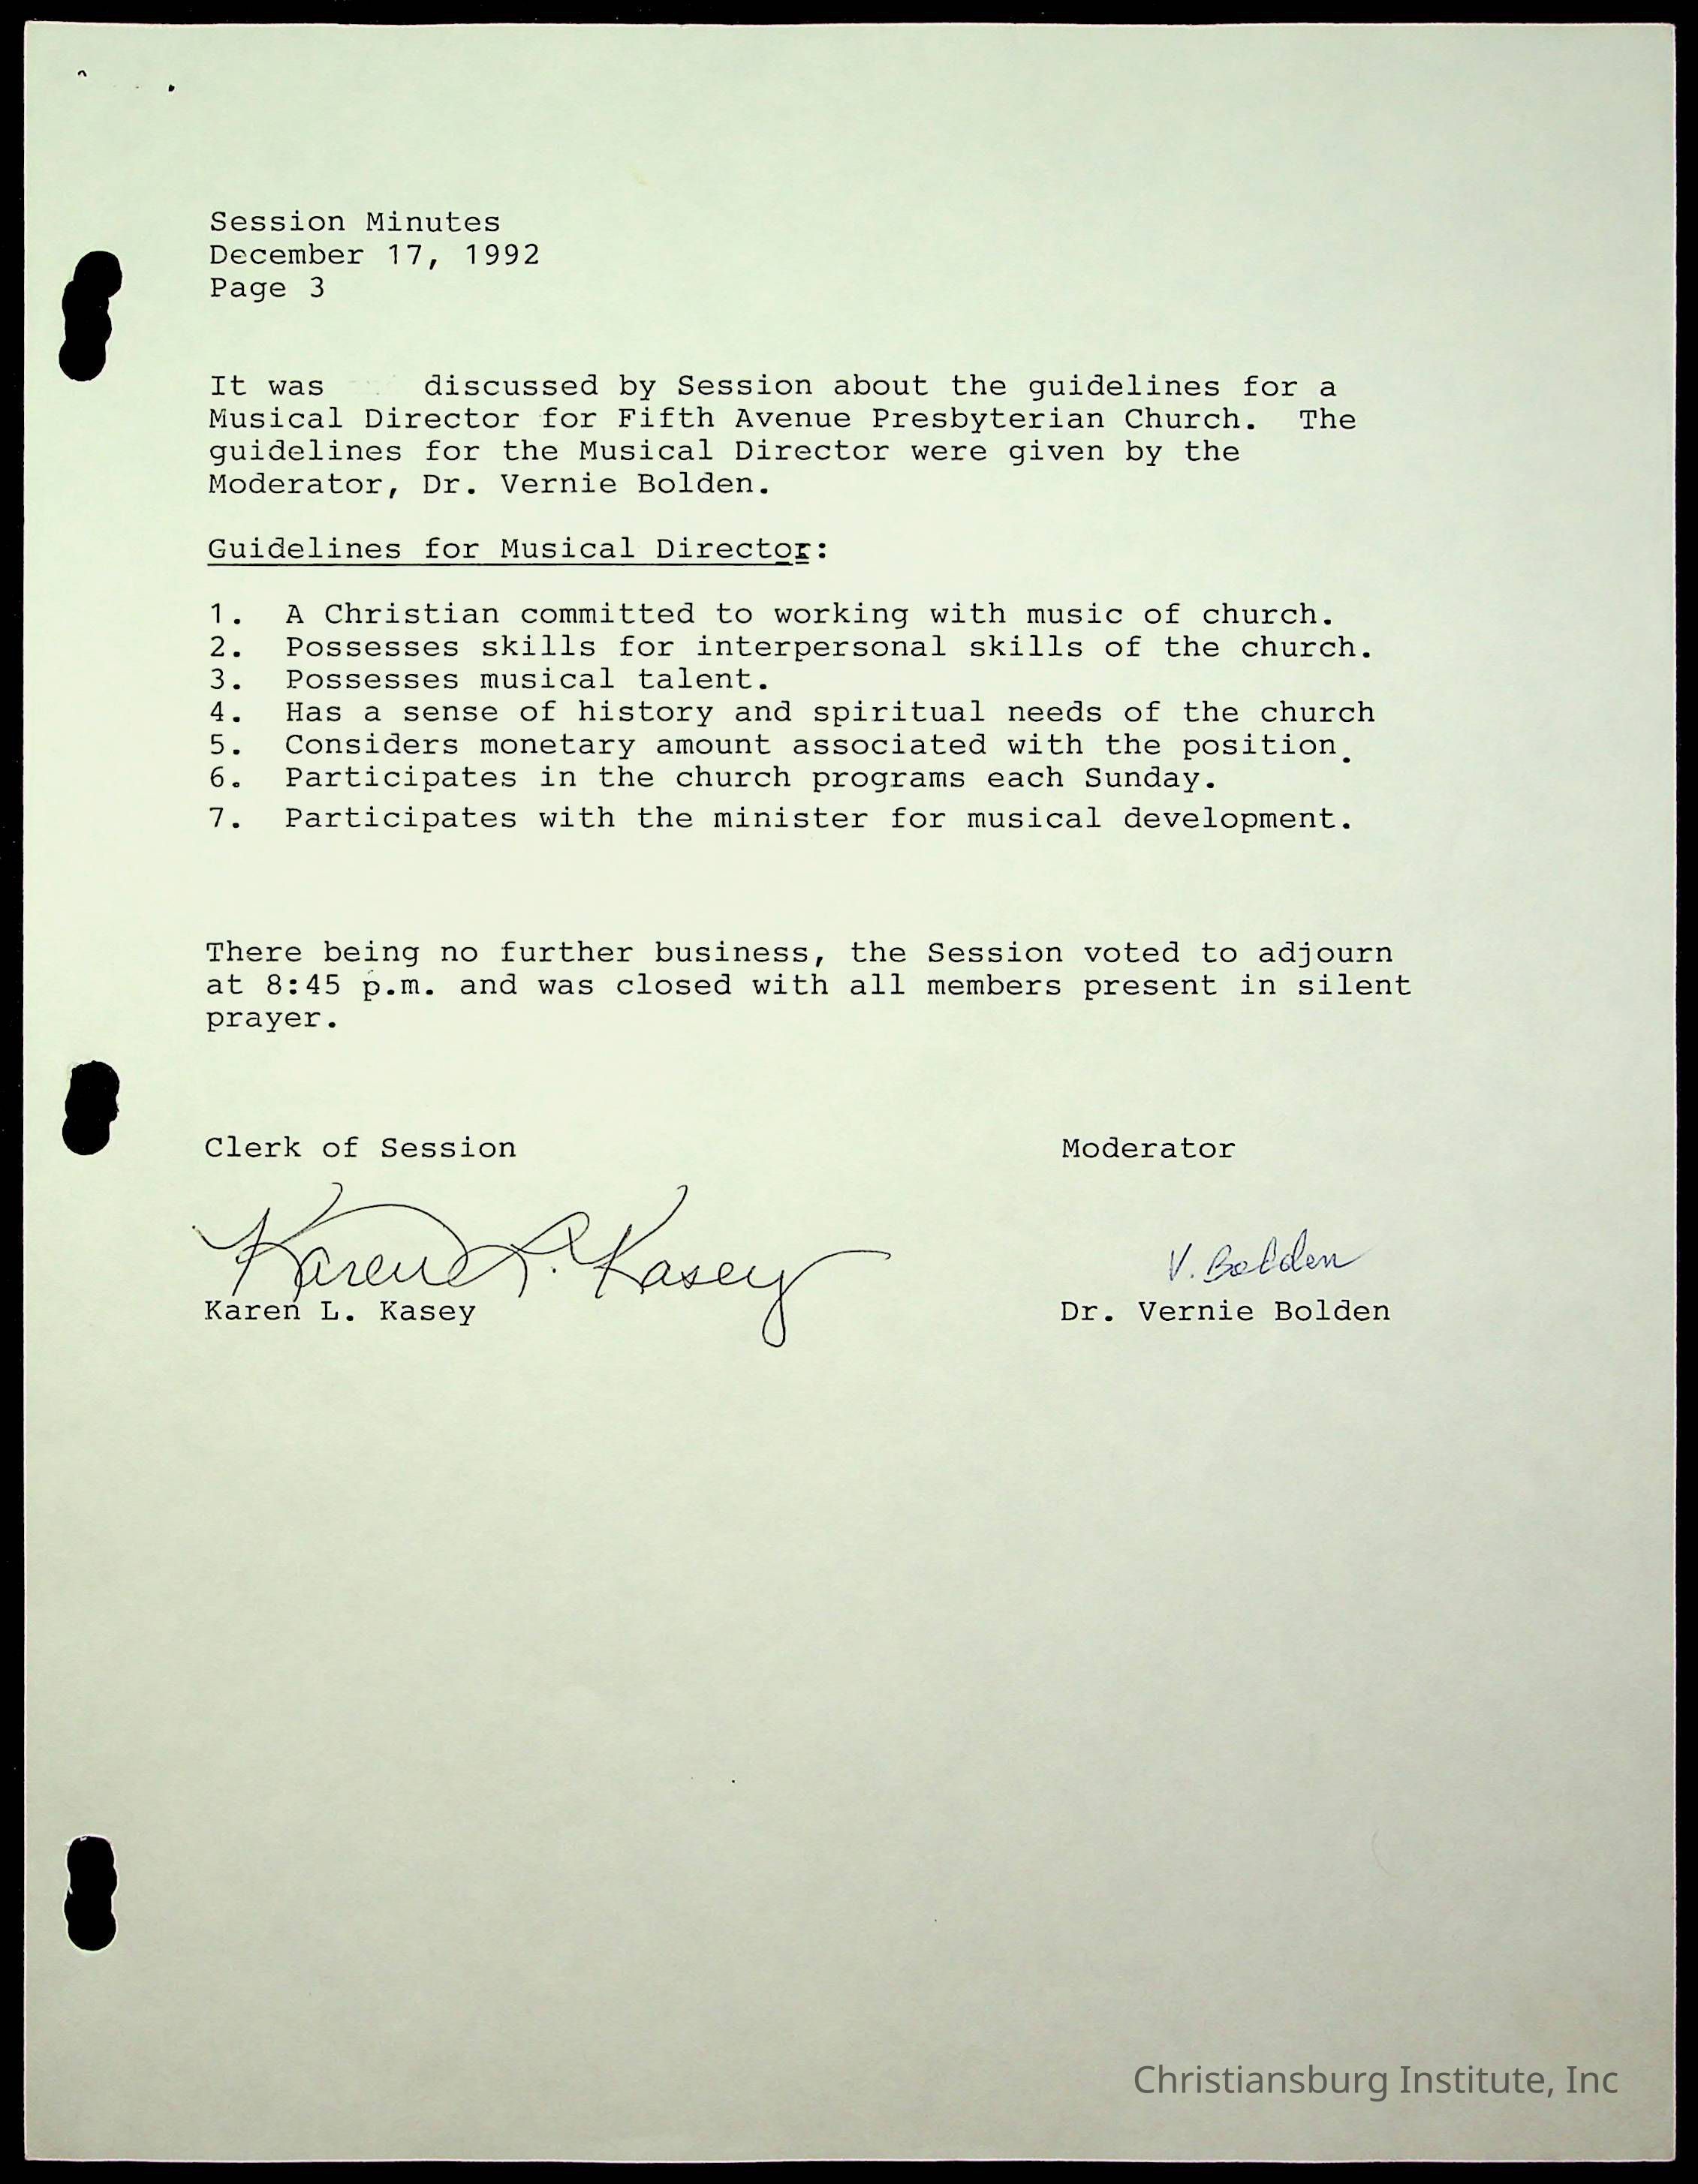 Session Minutes
December 17, 1992
Page 3
It was discussed by Session about the guidelines for a
Musical Director for Fifth Avenue Presbyterian Church. The
guidelines for the Musical Director were given by the
Moderator, Dr. Vernie Bolden.
Guidelines for Musical Director:
1. A Christian committed to working with music of church.
2. Possesses skills for interpersonal skills of the church.
3. Possesses musical talent.
4. Has a sense of history and spiritual needs of the church
5. Considers monetary amount associated with the position.
6. Participates in the church programs each Sunday.
7. Participates with the minister for musical development.
There being no further business, the Session voted to adjourn
at 8:45 p.m. and was closed with all members present in silent
prayer.
Clerk of Session Moderator
Karen L. Kasey V. Bolden
Karen L. Kasey Dr. Vernie Bolden
Christiansburg Institute, Inc